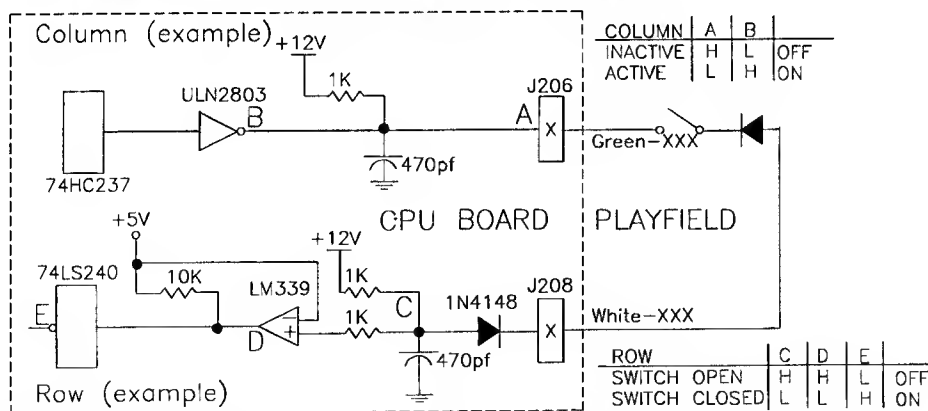 Column (example)
+12V
1K
ULN2803
B
A
J206
X
74HC237
470pf
Green-XXX
COLUMN A B
INACTIVE H L OFF
ACTIVE L H ON
CPU BOARD PLAYFIELD
+5V
+12V
74LS240
10K
LM339
1K
C
1N4148
J208
E
D
1K
X
White-XXX
470pf
Row (example)
ROW C D E
SWITCH OPEN H H L OFF
SWITCH CLOSED L L H ON